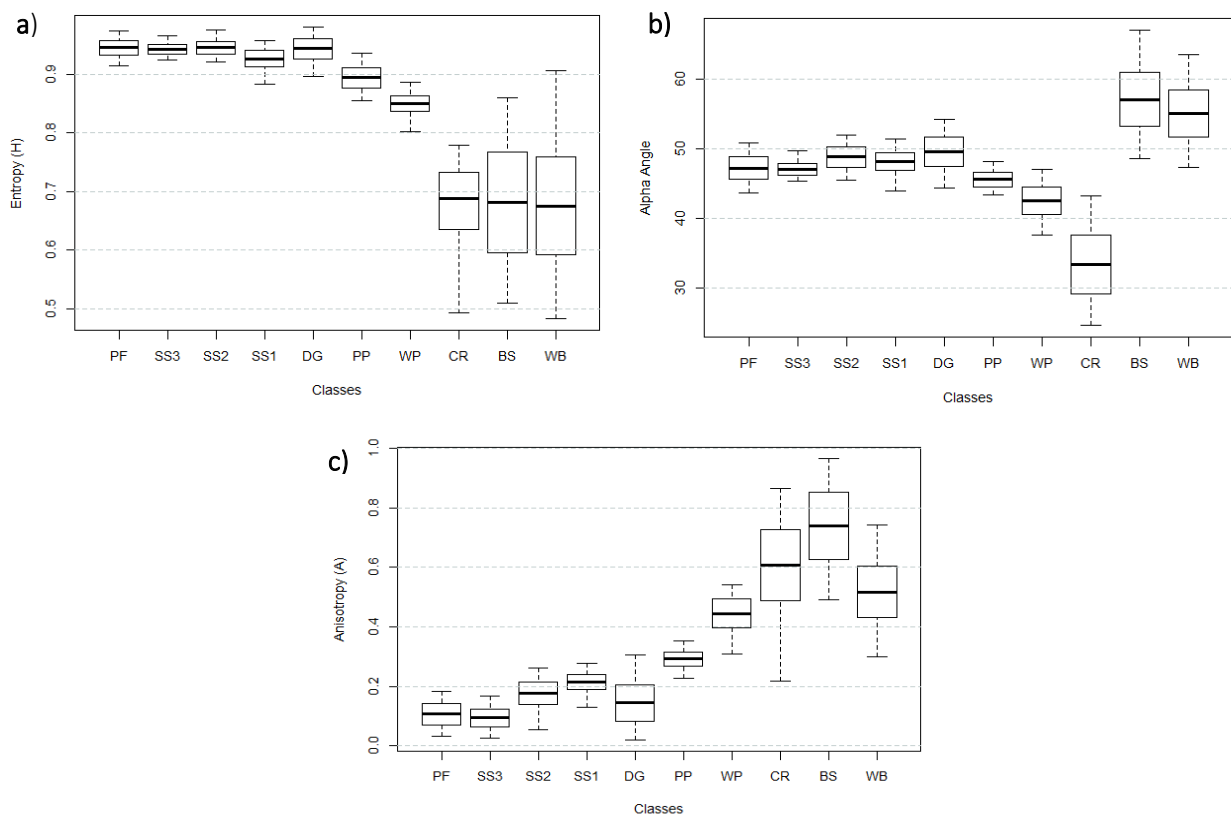 a)
Entropy (H)
0.9
0.8
0.7
0.6
0.5
PF SS3 SS2 SS1 DG PP WP CR BS WB
Classes
b)
Alpha Angle
60
50
40
30
PF SS3 SS2 SS1 DG PP WP CR BS WB
Classes
c)
Anisotropy (A)
1.0
0.8
0.6
0.4
0.2
0.0
PF SS3 SS2 SS1 DG PP WP CR BS WB
Classes